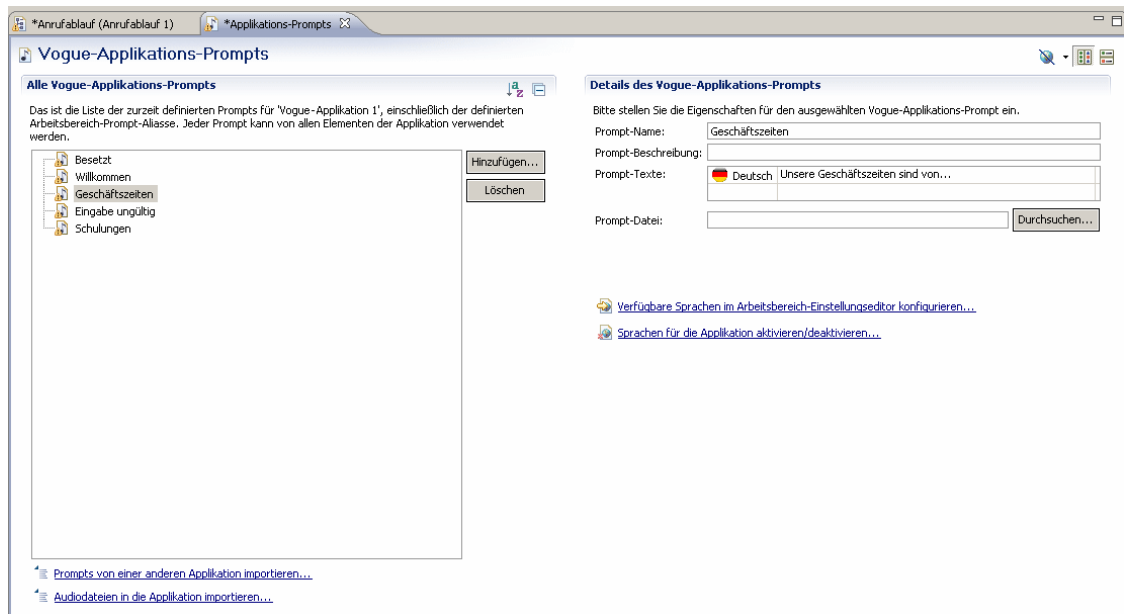 *Anrufablauf (Anrufablauf 1)
*Applikations-Prompts
Vogue-Applikations-Prompts
Alle Vogue-Applikations-Prompts
Das ist die Liste der zurzeit definierten Prompts für 'Vogue-Applikation 1', einschließlich der definierten
Arbeitsbereich-Prompt-Aliasse. Jeder Prompt kann von allen Elementen der Applikation verwendet
werden.
Besetzt
Willkommen
Geschäftszeiten
Eingabe ungültig
Schulungen
Hinzufügen...
Löschen
Prompts von einer anderen Applikation importieren...
Audiodateien in die Applikation importieren...
Details des Vogue-Applikations-Prompts
Bitte stellen Sie die Eigenschaften für den ausgewählten Vogue-Applikations-Prompt ein.
Prompt-Name: Geschäftszeiten
Prompt-Beschreibung:
Prompt-Texte: Deutsch Unsere Geschäftszeiten sind von...
Prompt-Datei: Durchsuchen...
Verfügbare Sprachen im Arbeitsbereich-Einstellungseditor konfigurieren...
Sprachen für die Applikation aktivieren/deaktivieren...